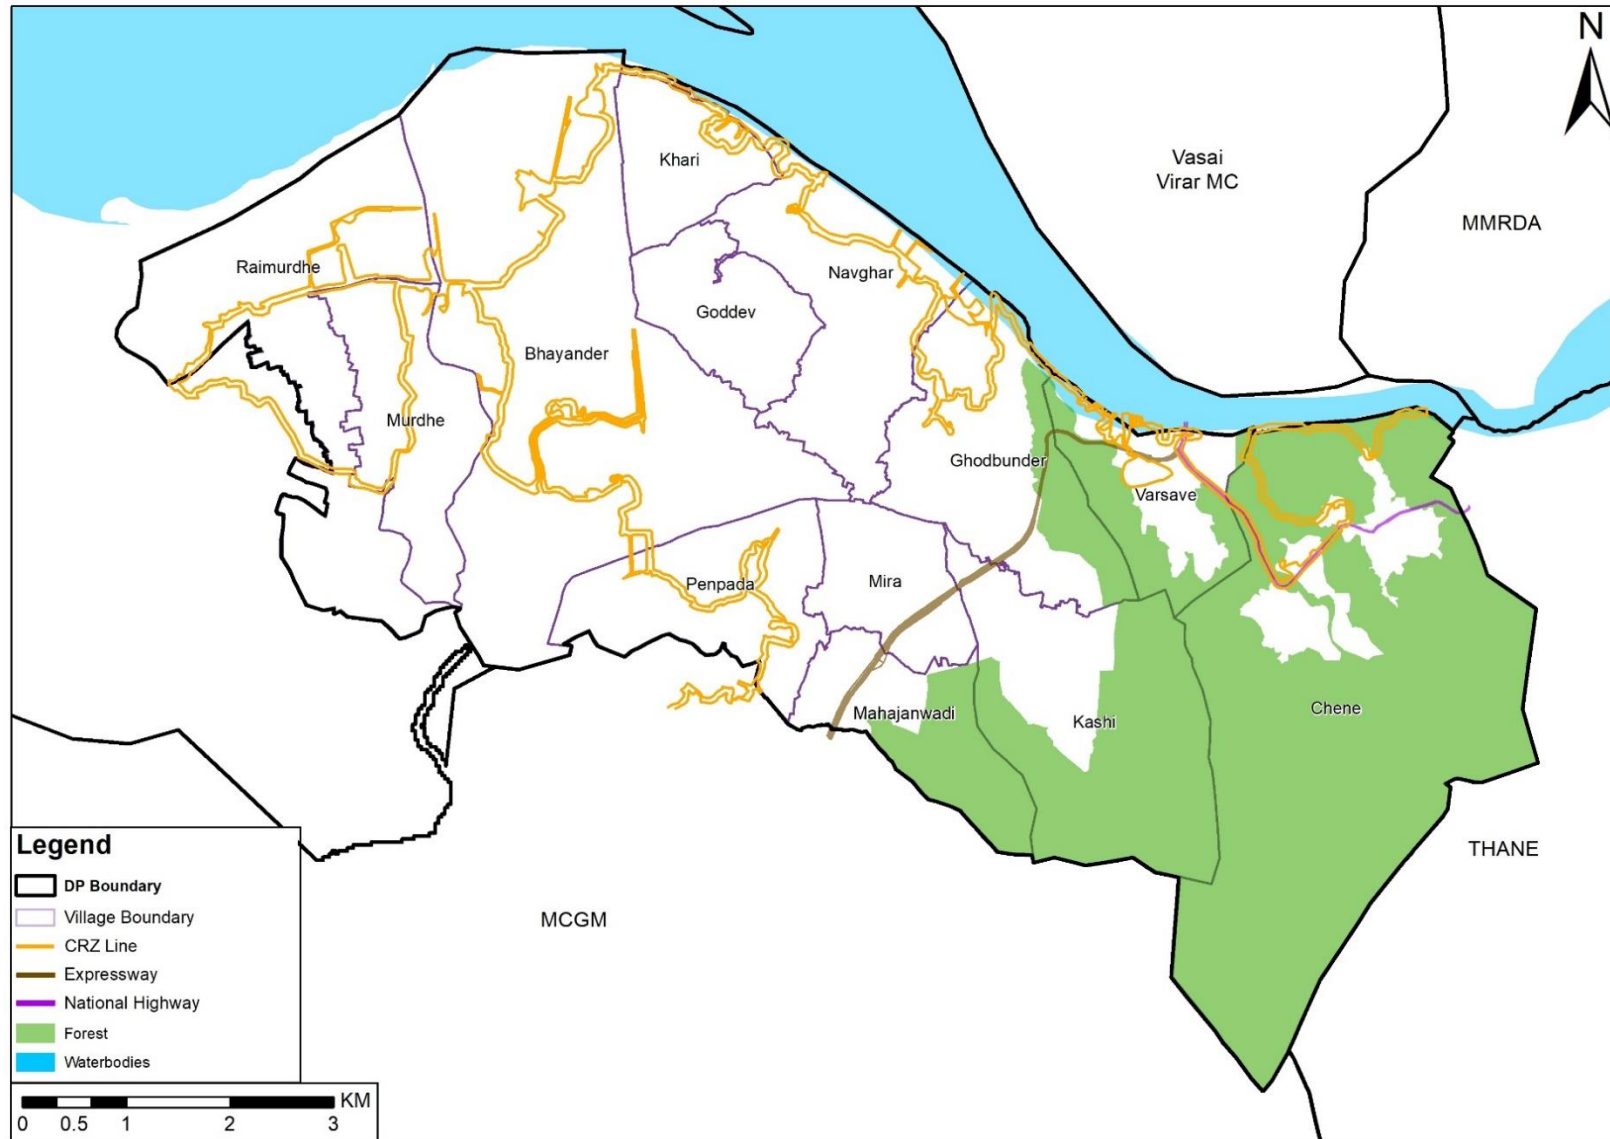 N
Vasai
Virar MC
MMRDA
Khari
Raimurdhe
Navghar
Goddev
Bhayander
Murdhe
Ghodbunder
Varsave
Penpada
Mira
Mahajanwadi
Kashi
Chene
THANE
MCGM
Legend
DP Boundary
Village Boundary
CRZ Line
Expressway
National Highway
Forest
Waterbodies
KM
0 0.5 1 2 3